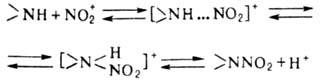 >NH + NO₂⁺ ⇌ [>NH...NO₂]⁺ ⇌
⇌ [>N<H NO₂]⁺ ⇌ >NNO₂ + H⁺